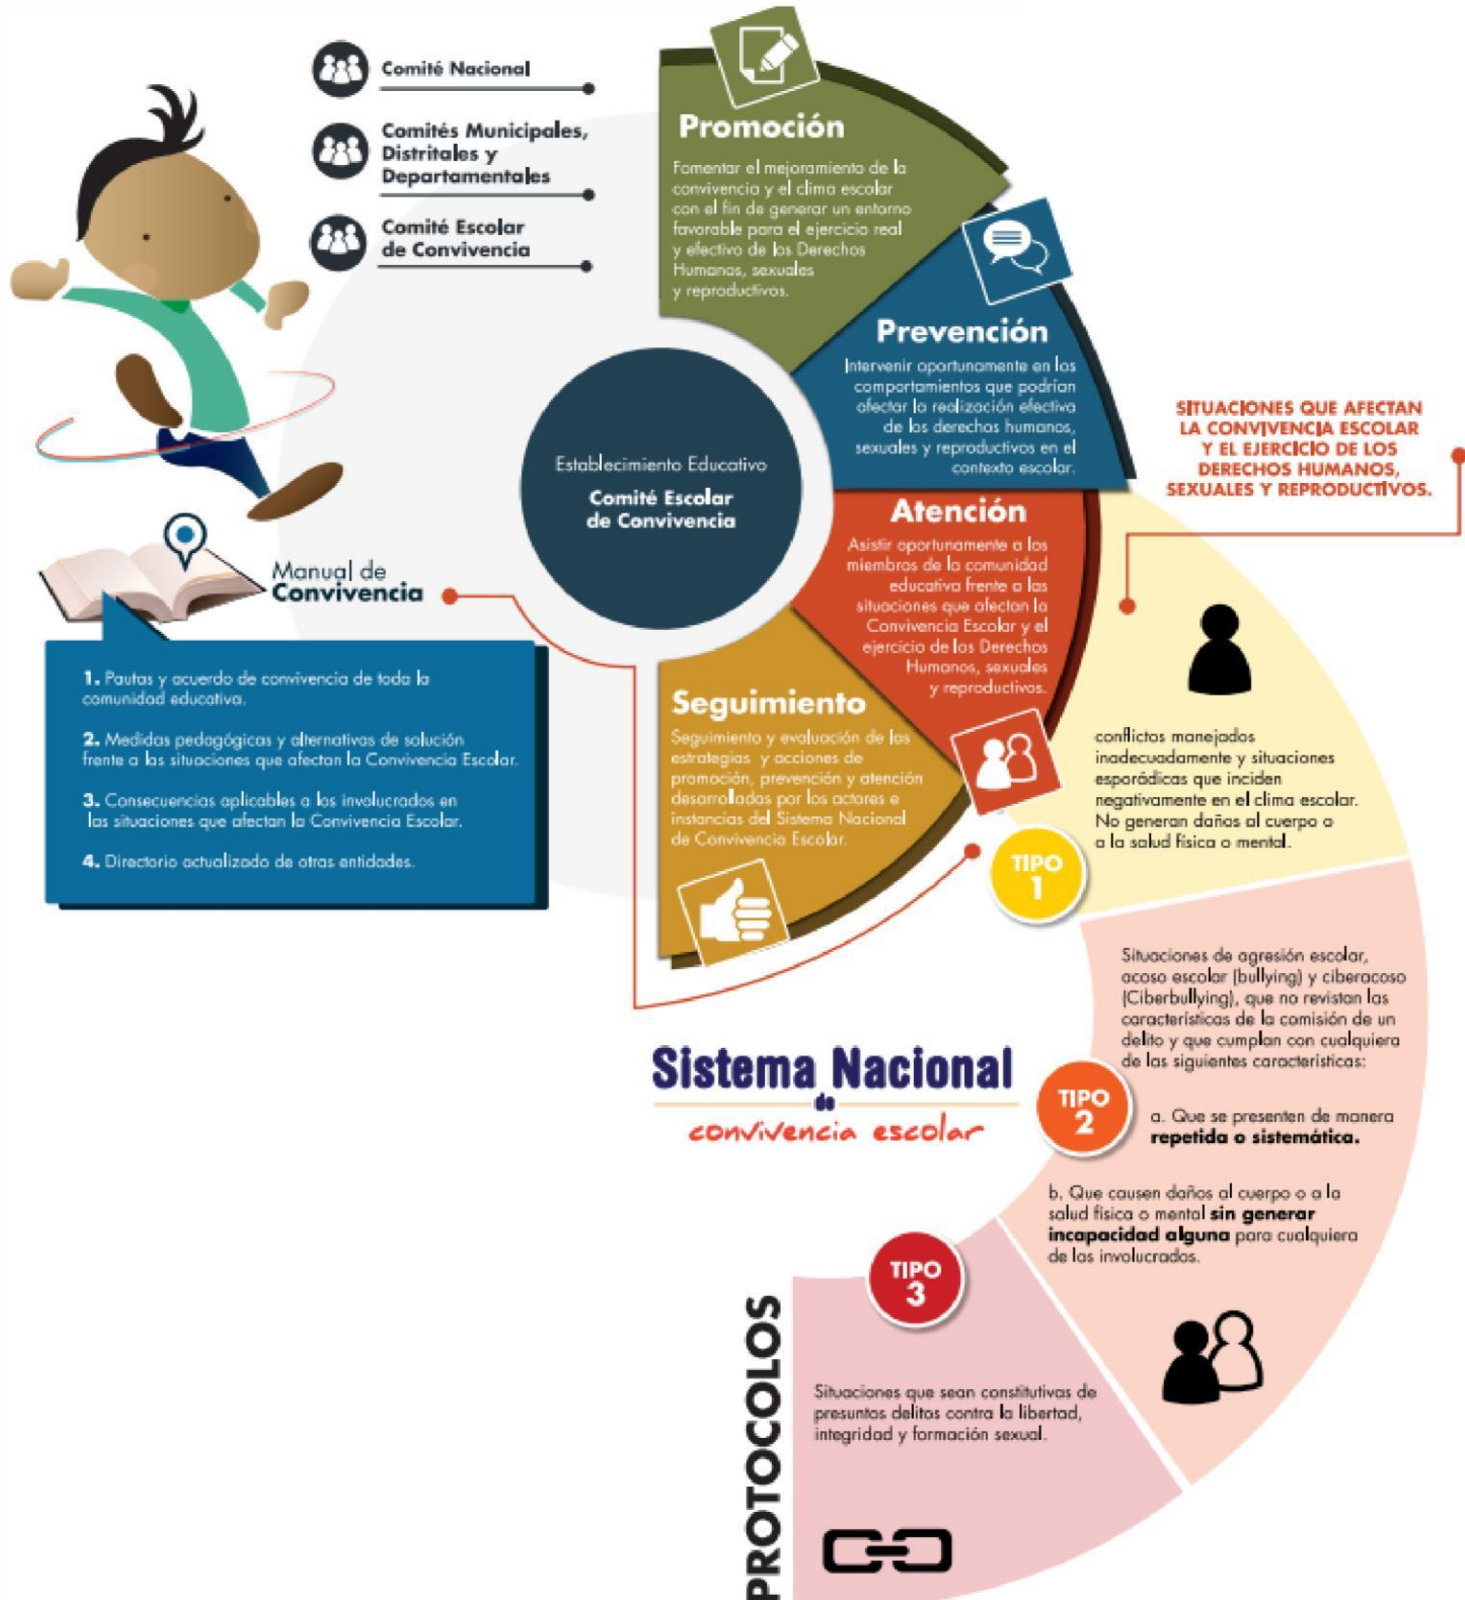 Comité Nacional
Comités Municipales,
Distritales y
Departamentales
Comité Escolar
de Convivencia
Promoción
Fomentar el mejoramiento de la
convivencia y el clima escolar
con el fin de generar un entorno
favorable para el ejercicio real
y efectivo de los Derechos
Humanos, sexuales
y reproductivos.
Prevención
Intervenir oportunamente en los
comportamientos que podrían
afectar la realización efectiva
de los derechos humanos,
sexuales y reproductivos en el
contexto escolar.
SITUACIONES QUE AFECTAN
LA CONVIVENCIA ESCOLAR
Y EL EJERCICIO DE LOS
DERECHOS HUMANOS,
SEXUALES Y REPRODUCTIVOS.
Establecimiento Educativo
Comité Escolar
de Convivencia
Atención
Asistir oportunamente a los
miembros de la comunidad
educativa frente a las
situaciones que afectan la
Convivencia Escolar y el
ejercicio de los Derechos
Humanos, sexuales
y reproductivos.
Manual de
Convivencia
1. Pautas y acuerdo de convivencia de toda la
comunidad educativa.
2. Medidas pedagógicas y alternativas de solución
frente a las situaciones que afectan la Convivencia Escolar.
3. Consecuencias aplicables a los involucrados en
las situaciones que afectan la Convivencia Escolar.
4. Directorio actualizado de otras entidades.
Seguimiento
Seguimiento y evaluación de las
estrategias y acciones de
promoción, prevención y atención
desarrolladas por los actores e
instancias del Sistema Nacional
de Convivencia Escolar.
conflictos manejados
inadecuadamente y situaciones
esporádicas que inciden
negativamente en el clima escolar.
No generan daños al cuerpo o
a la salud física o mental.
TIPO
1
Situaciones de agresión escolar,
acoso escolar (bullying) y ciberacoso
(Ciberbullying), que no revistan las
características de la comisión de un
delito y que cumplan con cualquiera
de las siguientes características:
Sistema Nacional
de
convivencia escolar
TIPO
2
a. Que se presenten de manera
repetida o sistemática.
b. Que causen daños al cuerpo o a la
salud física o mental sin generar
incapacidad alguna para cualquiera
de los involucrados.
TIPO
3
PROTOCOLOS
Situaciones que sean constitutivas de
presuntos delitos contra la libertad,
integridad y formación sexual.